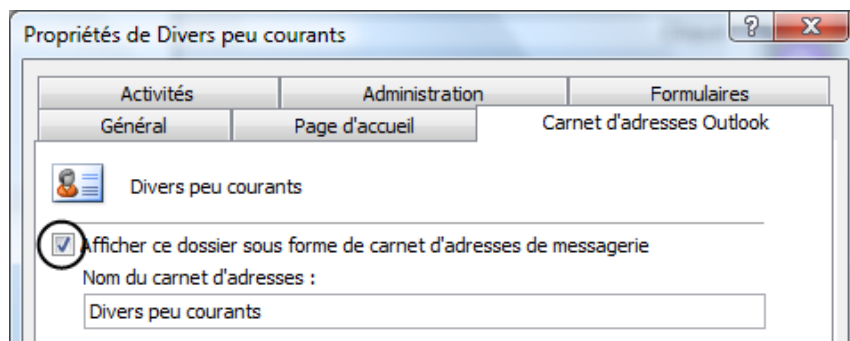 Propriétés de Divers peu courants
? X
Activités Administration Formulaires
Général Page d'accueil Carnet d'adresses Outlook
Divers peu courants
Afficher ce dossier sous forme de carnet d'adresses de messagerie
Nom du carnet d'adresses :
Divers peu courants